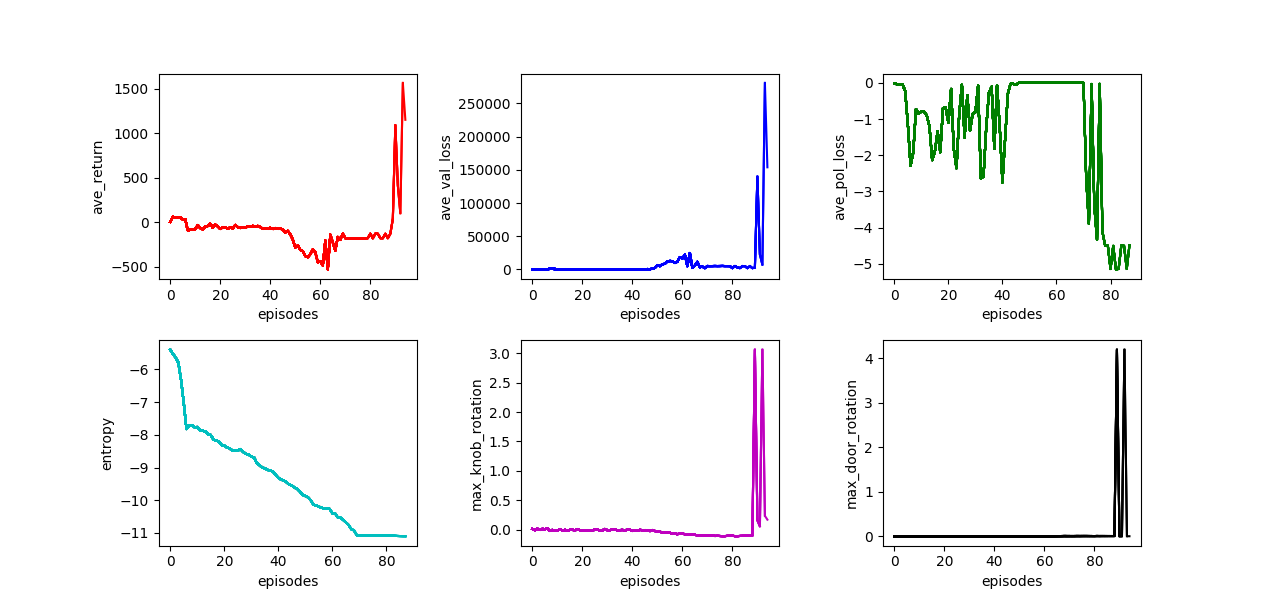 ave_return
1500
1000
500
0
−500
0 20 40 60 80
episodes
ave_val_loss
250000
200000
150000
100000
50000
0
0 20 40 60 80
episodes
ave_pol_loss
0
−1
−2
−3
−4
−5
0 20 40 60 80
episodes
entropy
−6
−7
−8
−9
−10
−11
0 20 40 60 80
episodes
max_knob_rotation
3.0
2.5
2.0
1.5
1.0
0.5
0.0
0 20 40 60 80
episodes
max_door_rotation
4
3
2
1
0
0 20 40 60 80
episodes